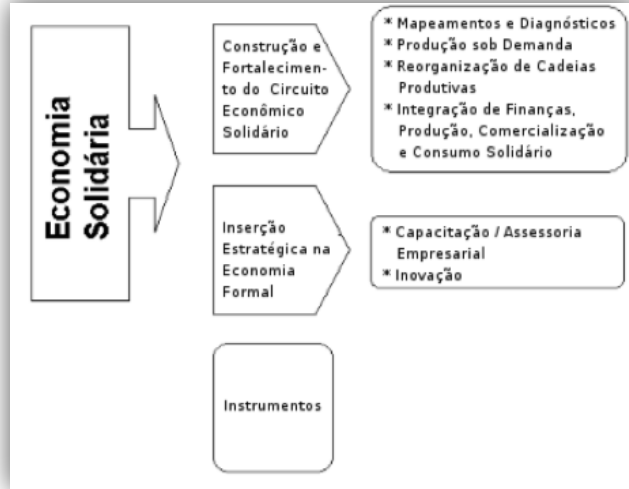 Economia
Solidária
Construção e
Fortalecimen-
to do Circuito
Econômico
Solidário
* Mapeamentos e Diagnósticos
* Produção sob Demanda
* Reorganização de Cadeias
Produtivas
* Integração de Finanças,
Produção, Comercialização
e Consumo Solidário
Inserção
Estratégica na
Economia
Formal
* Capacitação / Assessoria
Empresarial
* Inovação
Instrumentos